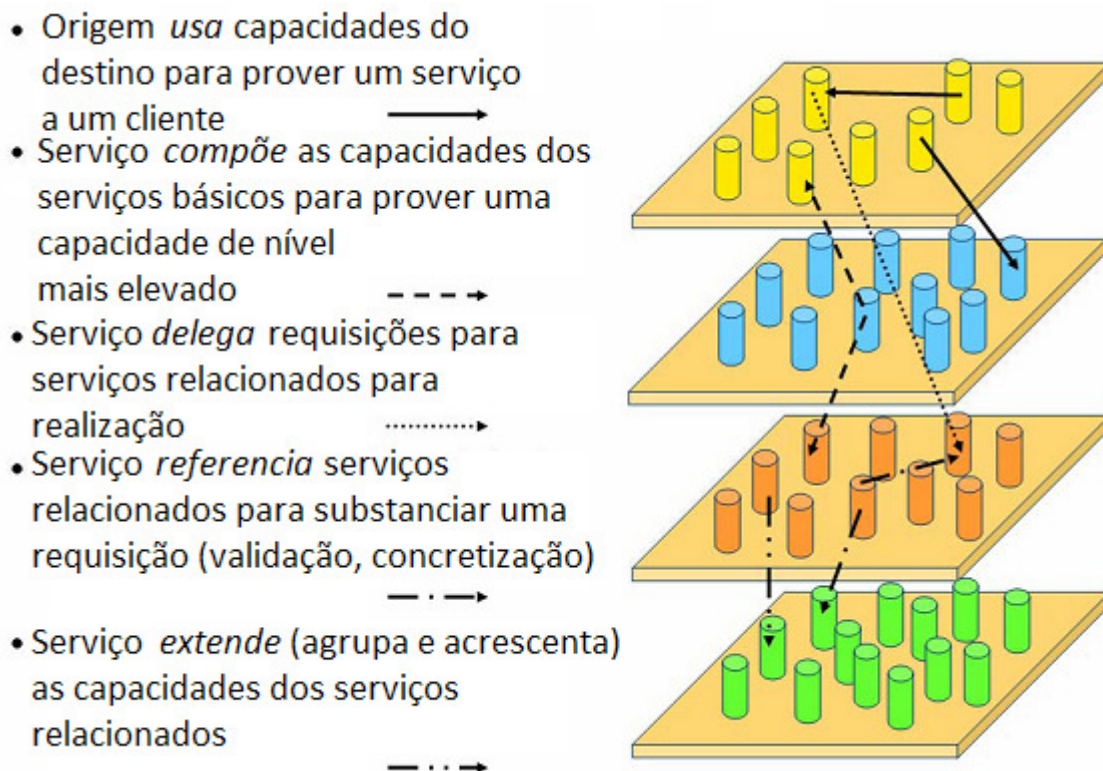 • Origem usa capacidades do
destino para prover um serviço
a um cliente
• Serviço compõe as capacidades dos
serviços básicos para prover uma
capacidade de nível
mais elevado
• Serviço delega requisições para
serviços relacionados para
realização
• Serviço referencia serviços
relacionados para substanciar uma
requisição (validação, concretização)
• Serviço extende (agrupa e acrescenta)
as capacidades dos serviços
relacionados